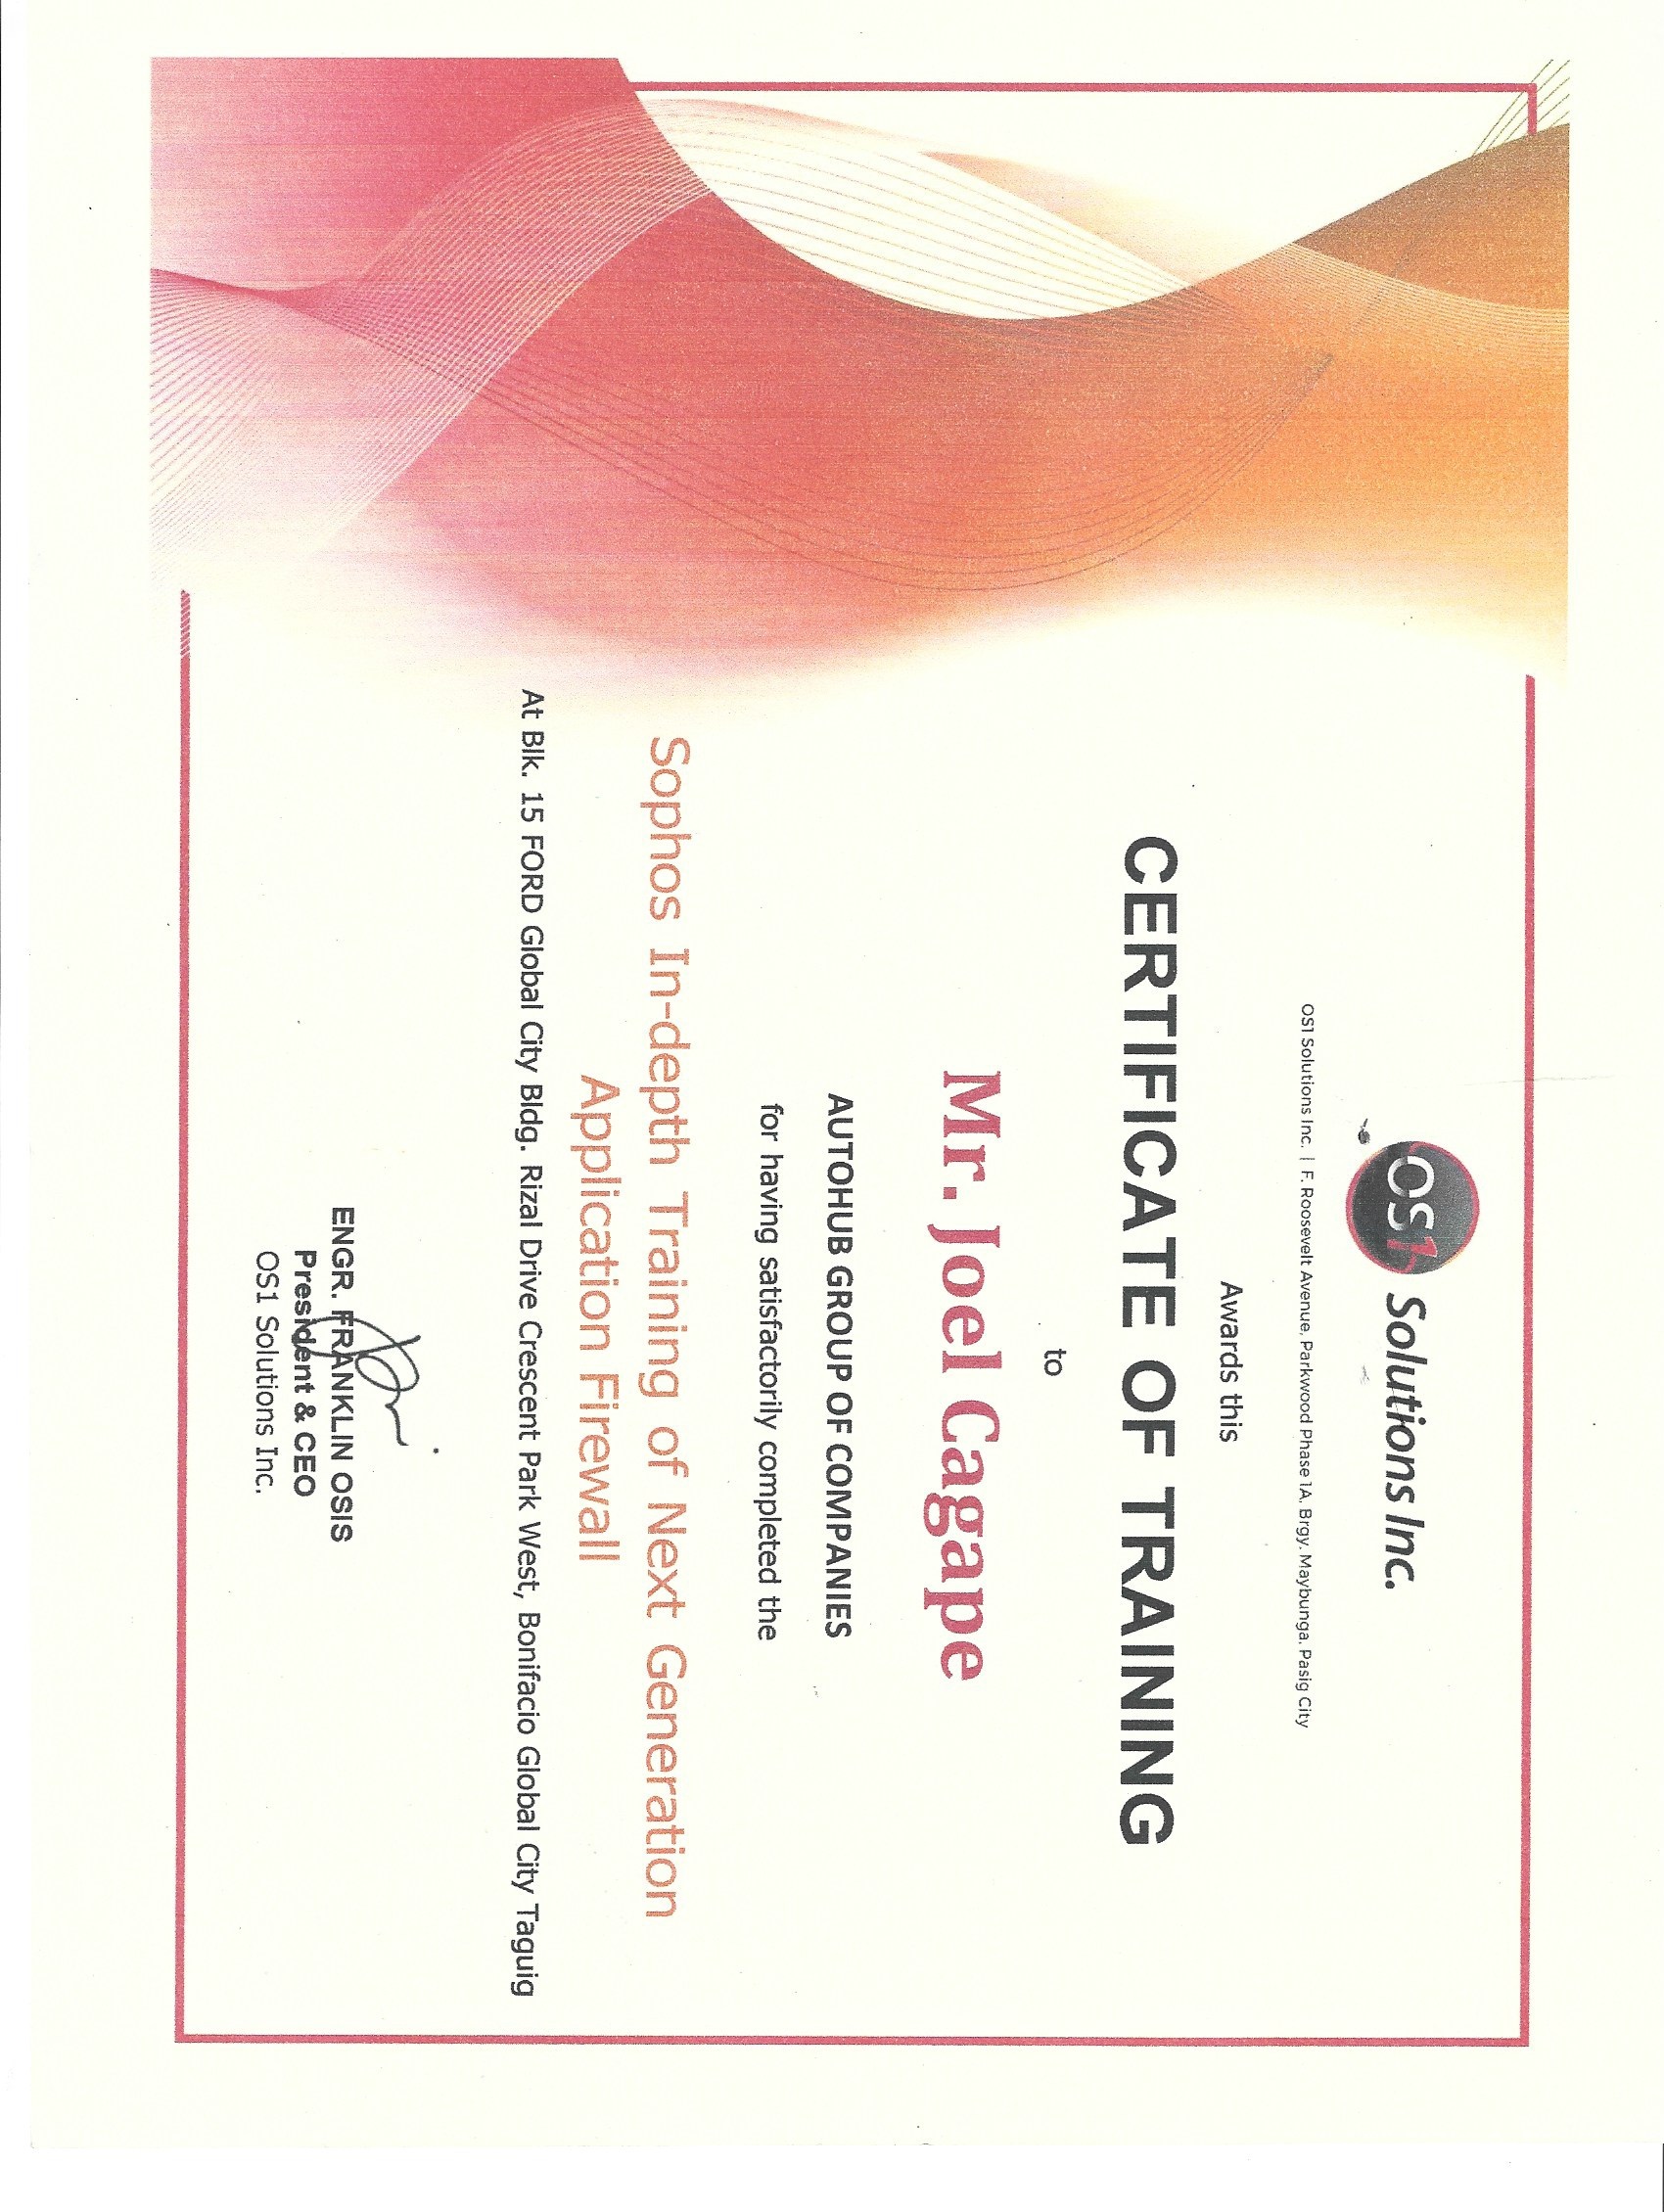 OS1 Solutions Inc.
OS1 Solutions Inc. | F. Roosevelt Avenue, Parkwood Phase 1A, Brgy. Maybunga, Pasig City
Awards this
CERTIFICATE OF TRAINING
to
Mr. Joel Cagape
AUTOHUB GROUP OF COMPANIES
for having satisfactorily completed the
Sophos In-depth Training of Next Generation
Application Firewall
At Blk. 15 FORD Global City Bldg. Rizal Drive Crescent Park West, Bonifacio Global City Taguig
ENGR. FRANKLIN OSIS
President & CEO
OS1 Solutions Inc.